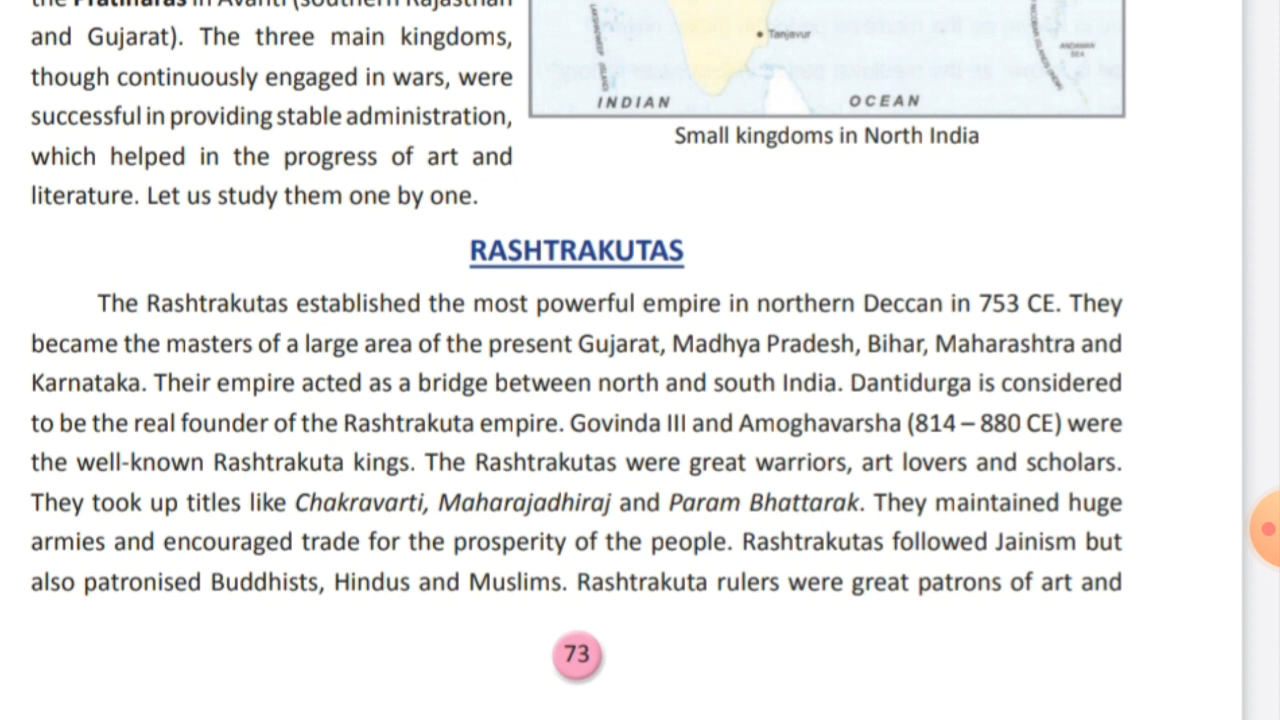 the Pratiharas in Avanti (southern Rajasthan
and Gujarat). The three main kingdoms,
though continuously engaged in wars, were
successful in providing stable administration,
which helped in the progress of art and
literature. Let us study them one by one.
Tanjavur
ANDAMAN
SEA
INDIAN OCEAN
Small kingdoms in North India
RASHTRAKUTAS
The Rashtrakutas established the most powerful empire in northern Deccan in 753 CE. They
became the masters of a large area of the present Gujarat, Madhya Pradesh, Bihar, Maharashtra and
Karnataka. Their empire acted as a bridge between north and south India. Dantidurga is considered
to be the real founder of the Rashtrakuta empire. Govinda III and Amoghavarsha (814 – 880 CE) were
the well-known Rashtrakuta kings. The Rashtrakutas were great warriors, art lovers and scholars.
They took up titles like Chakravarti, Maharajadhiraj and Param Bhattarak. They maintained huge
armies and encouraged trade for the prosperity of the people. Rashtrakutas followed Jainism but
also patronised Buddhists, Hindus and Muslims. Rashtrakuta rulers were great patrons of art and
73